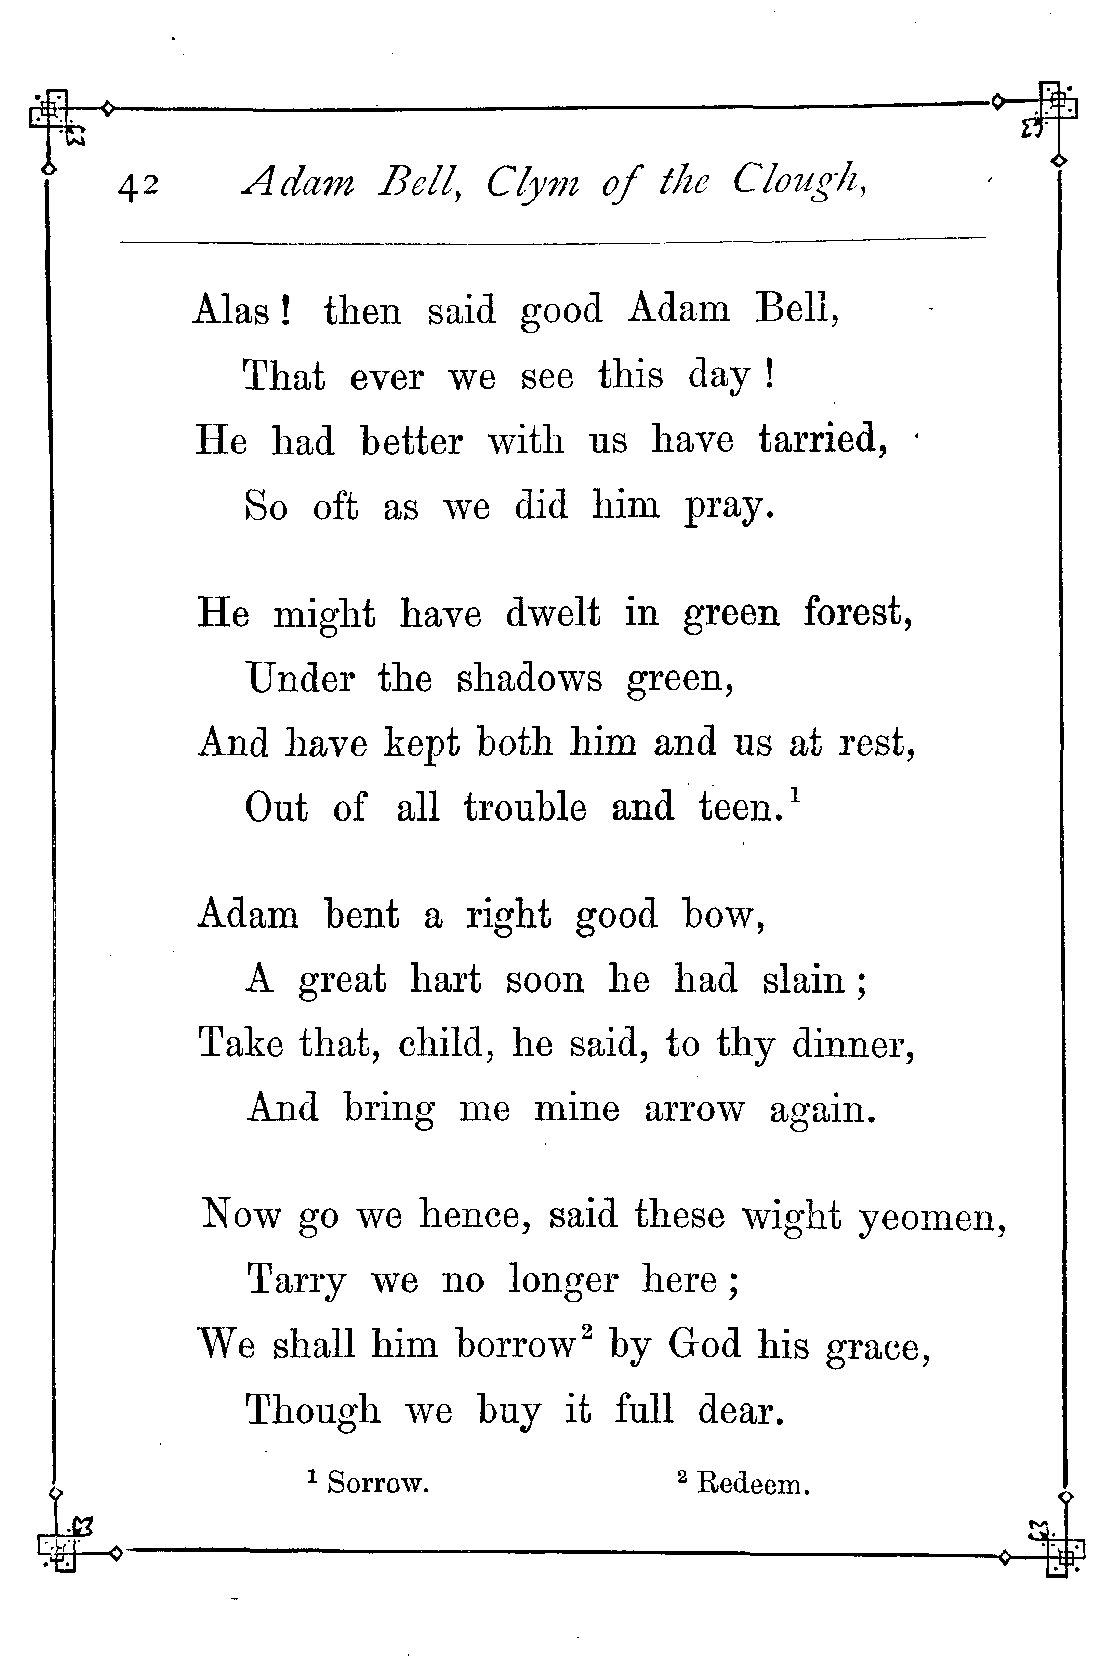 42 Adam Bell, Clym of the Clough,
Alas! then said good Adam Bell,
That ever we see this day!
He had better with us have tarried,
So oft as we did him pray.
He might have dwelt in green forest,
Under the shadows green,
And have kept both him and us at rest,
Out of all trouble and teen.¹
Adam bent a right good bow,
A great hart soon he had slain;
Take that, child, he said, to thy dinner,
And bring me mine arrow again.
Now go we hence, said these wight yeomen,
Tarry we no longer here;
We shall him borrow² by God his grace,
Though we buy it full dear.
¹ Sorrow. ² Redeem.